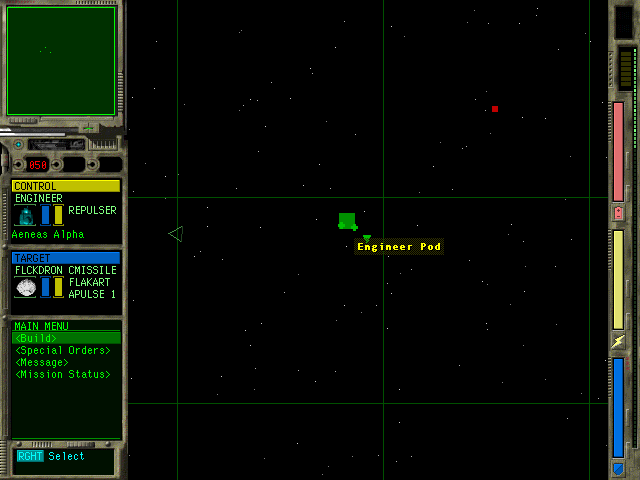 050
CONTROL
ENGINEER
REPULSER
Aeneas Alpha
TARGET
FLCKDRON CMISSILE
FLAKART
APULSE 1
MAIN MENU
<Build>
<Special Orders>
<Message>
<Mission Status>
RGHT Select
Engineer Pod